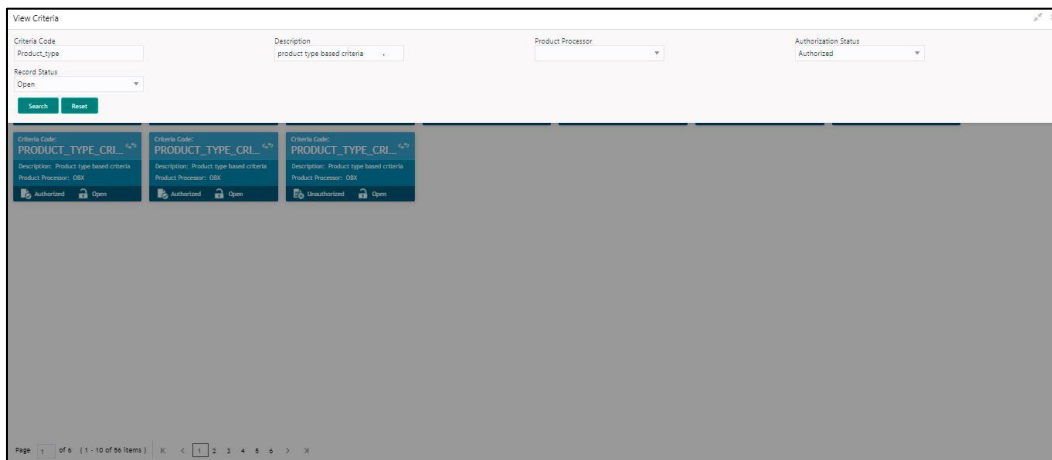 View Criteria
Criteria Code Description Product Processor Authorization Status
Product_type product type based criteria Authorized
Record Status
Open
Search Reset
Criteria Code: Criteria Code: Criteria Code:
PRODUCT_TYPE_CRI... PRODUCT_TYPE_CRI... PRODUCT_TYPE_CRI...
Description: Product type based criteria Description: Product type based criteria Description: Product type based criteria
Product Processor: OBX Product Processor: OBX Product Processor: OBX
Authorized Open Authorized Open Unauthorized Open
Page 1 of 6 ( 1 - 10 of 56 items ) K < 1 2 3 4 5 6 > X